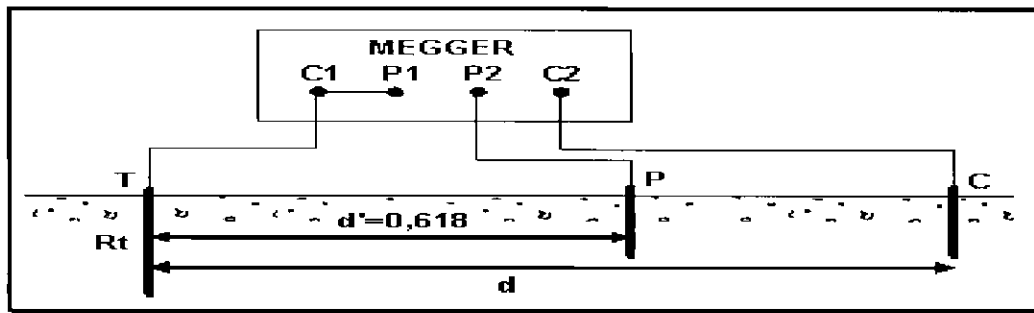 MEGGER
C1 P1 P2 C2
T P C
d'=0,618
Rt
d